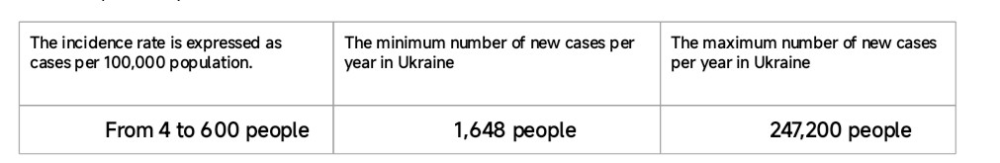 The incidence rate is expressed as
cases per 100,000 population.
The minimum number of new cases per
year in Ukraine
The maximum number of new cases
per year in Ukraine
From 4 to 600 people
1,648 people
247,200 people